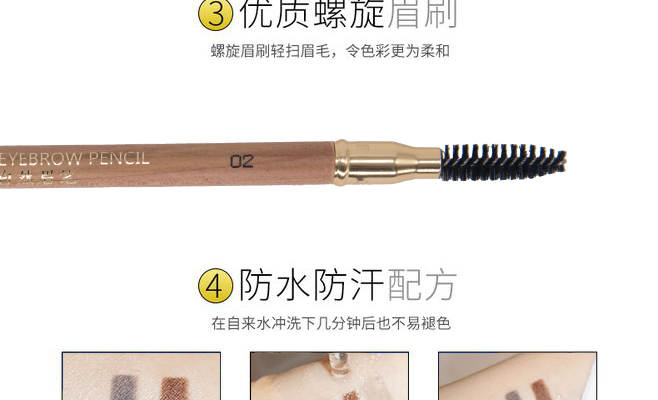 3 优质螺旋眉刷
螺旋眉刷轻扫眉毛，令色彩更为柔和
EYEBROW PENCIL
02
4 防水防汗配方
在自来水冲洗下几分钟后也不易褪色